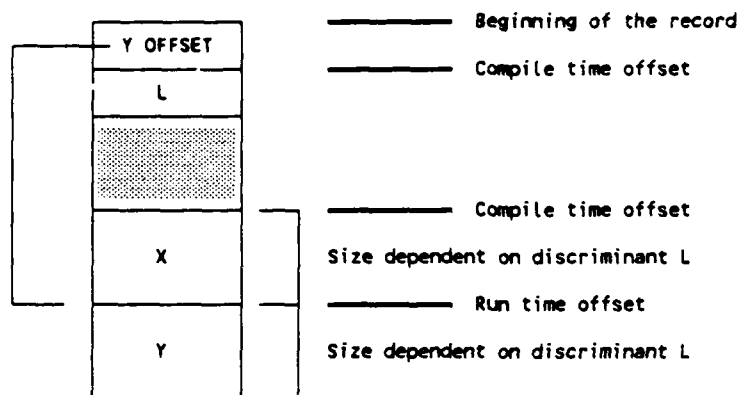 Beginning of the record
Y OFFSET
Compile time offset
L
Compile time offset
X
Size dependent on discriminant L
Run time offset
Y
Size dependent on discriminant L